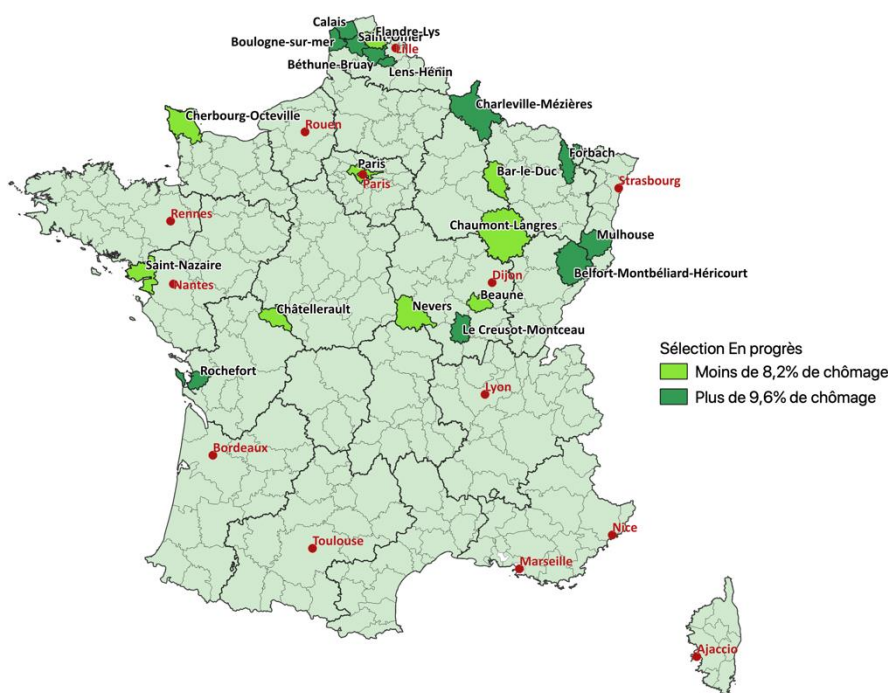 Calais
Flandre-Lys
Saint-Omer
Boulogne-sur-mer
Lille
Béthune-Bruay
Lens-Hénin
Charleville-Mézières
Cherbourg-Octeville
Rouen
Forbach
Paris
Bar-le-Duc
Paris
Strasbourg
Rennes
Chaumont-Langres
Mulhouse
Saint-Nazaire
Belfort-Montbéliard-Héricourt
Dijon
Nantes
Beaune
Châtellerault
Nevers
Le Creusot-Montceau
Sélection En progrès
Moins de 8,2% de chômage
Plus de 9,6% de chômage
Rochefort
Lyon
Bordeaux
Nice
Toulouse
Marseille
Ajaccio